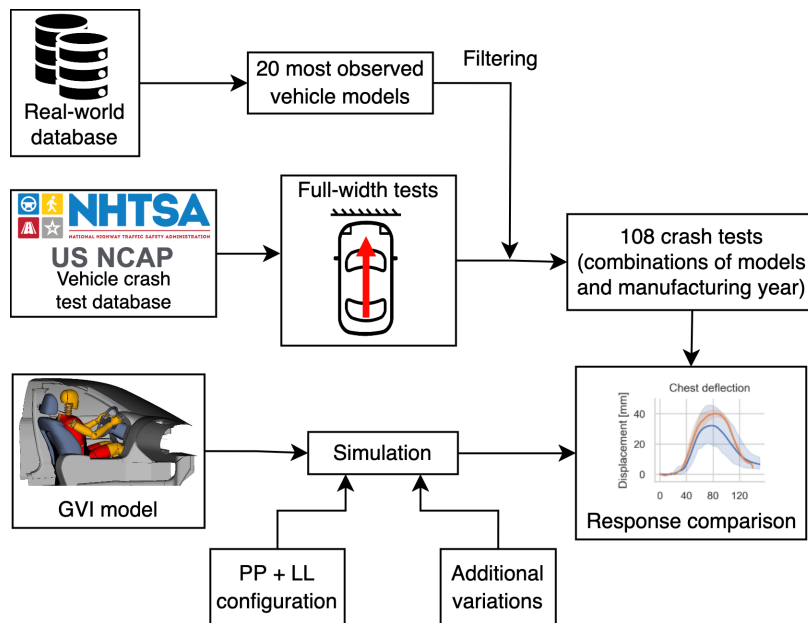 Real-world
database
20 most observed
vehicle models
Filtering
NHTSA
NATIONAL HIGHWAY TRAFFIC SAFETY ADMINISTRATION
US NCAP
Vehicle crash
test database
Full-width tests
108 crash tests
(combinations of models
and manufacturing year)
GVI model
Simulation
PP + LL
configuration
Additional
variations
Chest deflection
Displacement [mm]
40
20
0
0 40 80 120
Response comparison